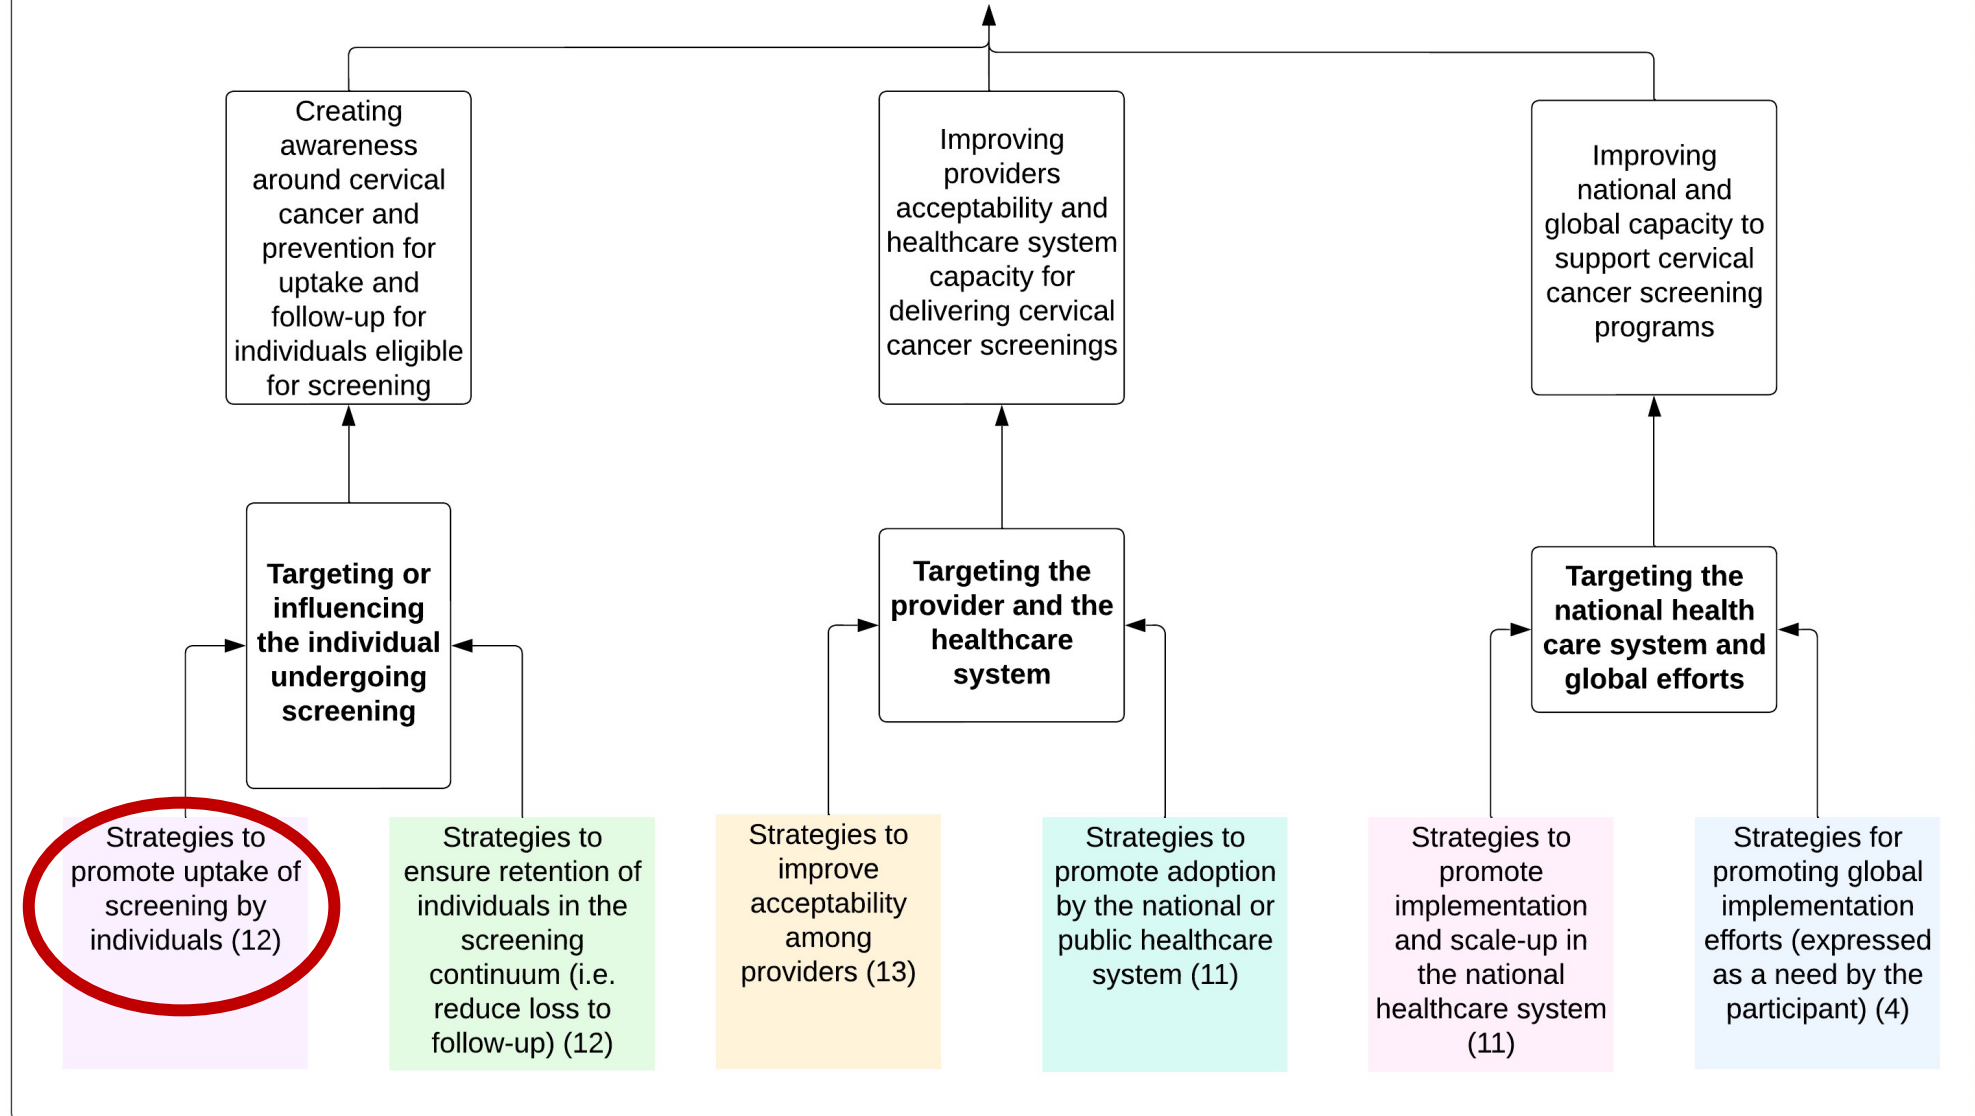 Creating
awareness
around cervical
cancer and
prevention for
uptake and
follow-up for
individuals eligible
for screening
Improving
providers
acceptability and
healthcare system
capacity for
delivering cervical
cancer screenings
Improving
national and
global capacity to
support cervical
cancer screening
programs
Targeting or
influencing
the individual
undergoing
screening
Targeting the
provider and the
healthcare
system
Targeting the
national health
care system and
global efforts
Strategies to
promote uptake of
screening by
individuals (12)
Strategies to
ensure retention of
individuals in the
screening
continuum (i.e.
reduce loss to
follow-up) (12)
Strategies to
improve
acceptability
among
providers (13)
Strategies to
promote adoption
by the national or
public healthcare
system (11)
Strategies to
promote
implementation
and scale-up in
the national
healthcare system
(11)
Strategies for
promoting global
implementation
efforts (expressed
as a need by the
participant) (4)